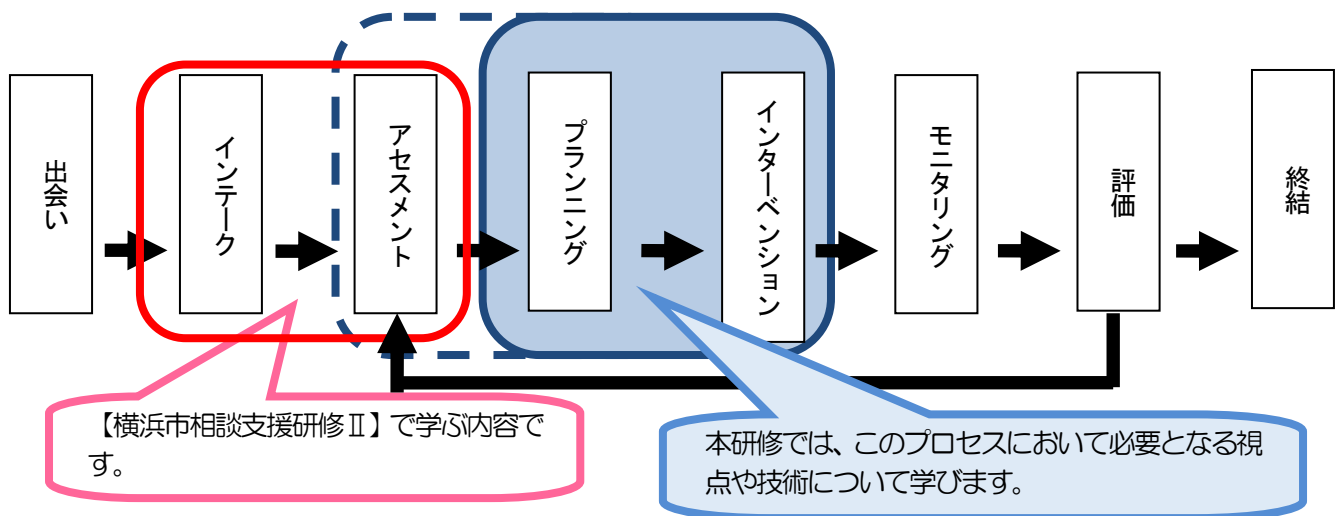 出会い
インテーク
アセスメント
プランニング
インターベンション
モニタリング
評価
終結
【横浜市相談支援研修Ⅱ】で学ぶ内容で
す。
本研修では、このプロセスにおいて必要となる視
点や技術について学びます。